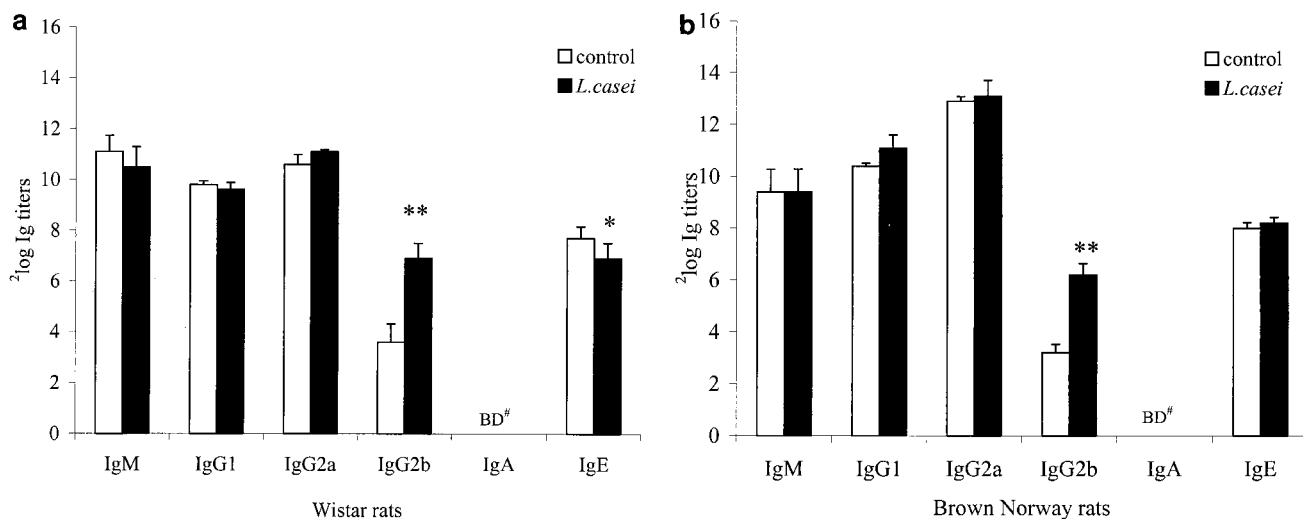 a
16
14
12
10
8
6
4
2
0
²log Ig titers
control
L.casei
**
*
BD#
IgM IgG1 IgG2a IgG2b IgA IgE
Wistar rats
b
16
14
12
10
8
6
4
2
0
²log Ig titers
control
L.casei
**
BD#
IgM IgG1 IgG2a IgG2b IgA IgE
Brown Norway rats